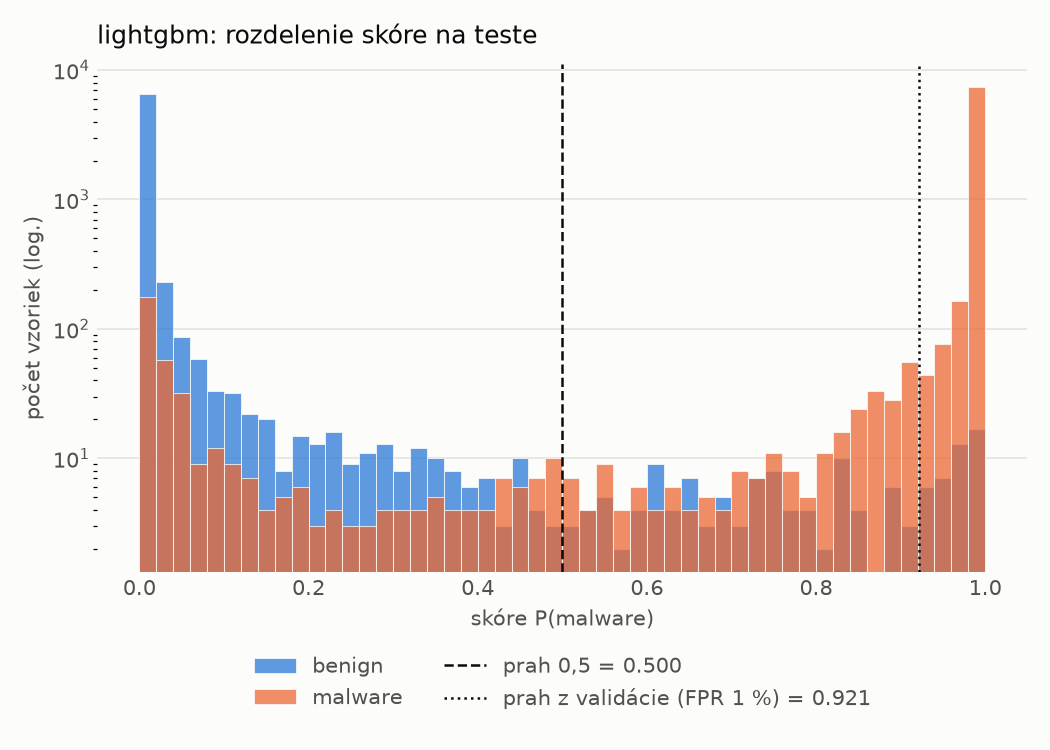 lightgbm: rozdelenie skóre na teste
10⁴
10³
10²
10¹
počet vzoriek (log.)
0.0 0.2 0.4 0.6 0.8 1.0
skóre P(malware)
benign
malware
prah 0,5 = 0.500
prah z validácie (FPR 1 %) = 0.921